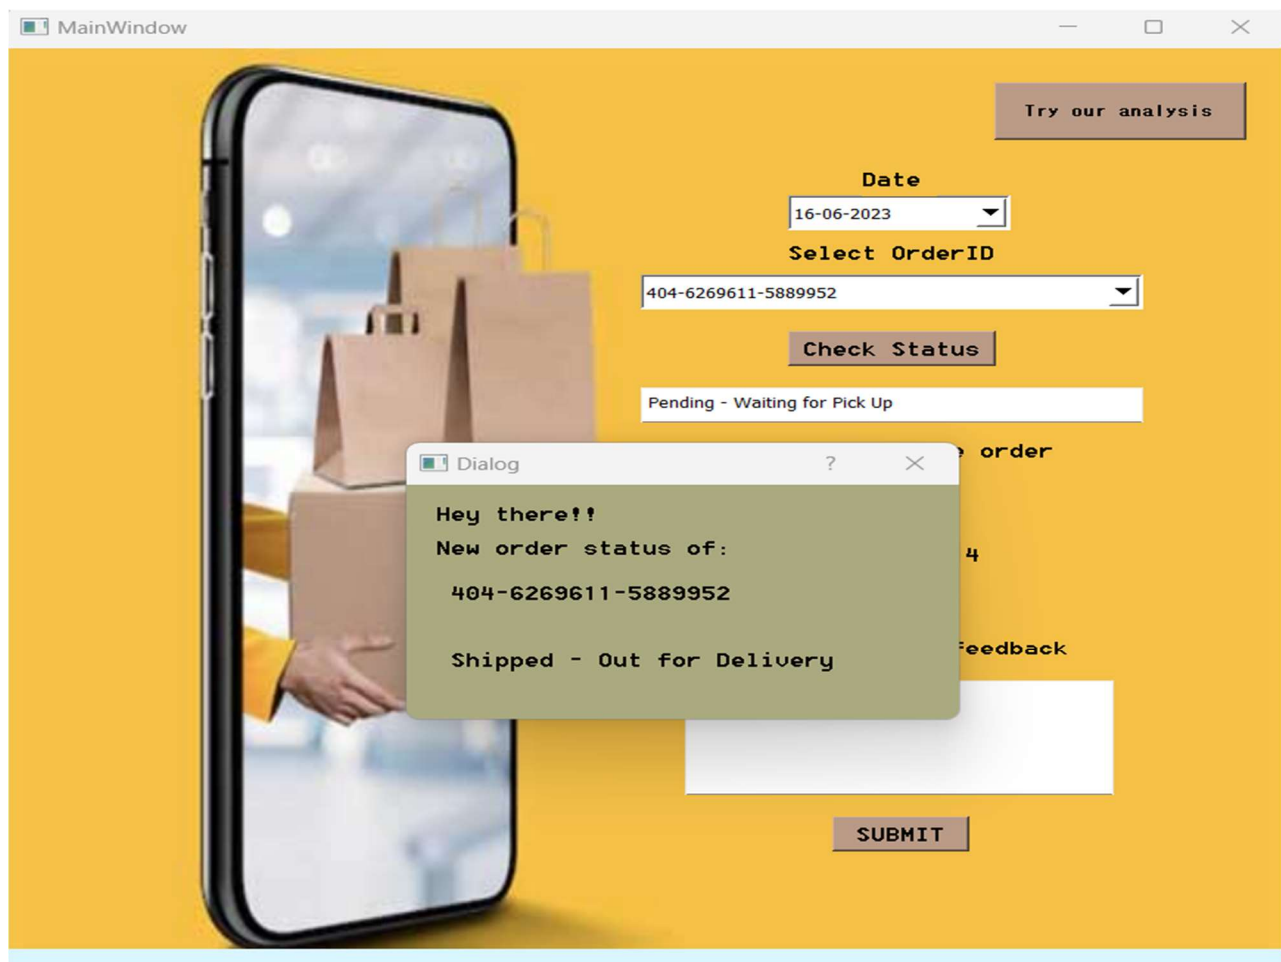 MainWindow
Try our analysis
Date
16-06-2023
Select OrderID
404-6269611-5889952
Check Status
Pending - Waiting for Pick Up
order
Dialog
?
Hey there!!
New order status of:
404-6269611-5889952
4
Shipped - Out for Delivery
feedback
SUBMIT